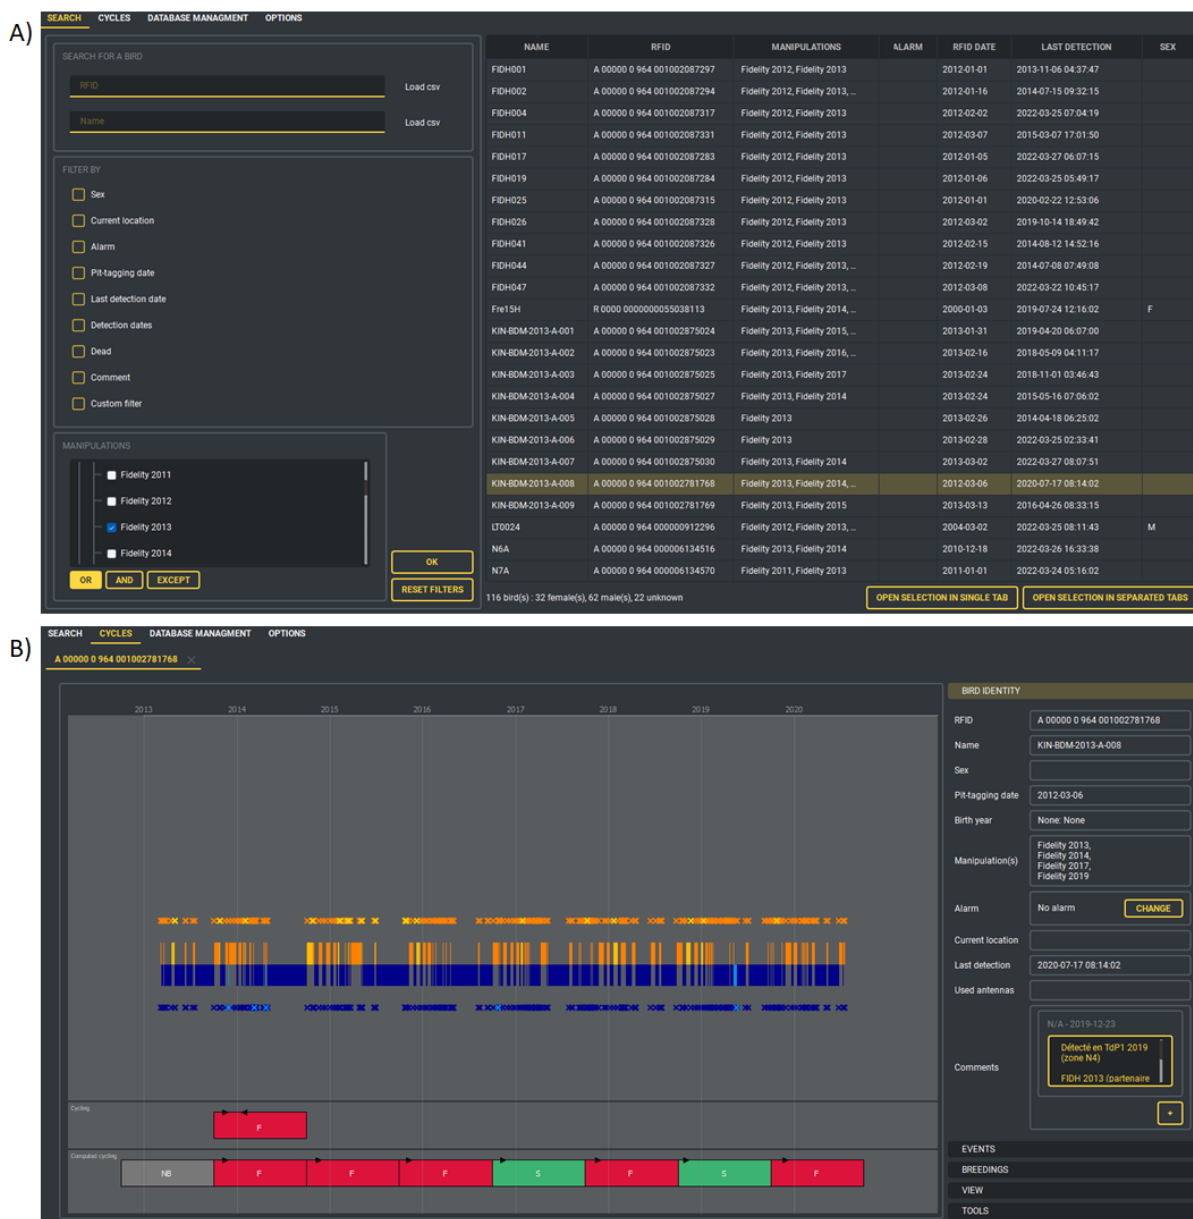 A)
SEARCH CYCLES DATABASE MANAGMENT OPTIONS
SEARCH FOR A BIRD
RFID Load csv
Name Load csv
FILTER BY
Sex
Current location
Alarm
Pit-tagging date
Last detection date
Detection dates
Dead
Comment
Custom filter
MANIPULATIONS
Fidelity 2011
Fidelity 2012
Fidelity 2013
Fidelity 2014
OR AND EXCEPT
OK
RESET FILTERS
NAME RFID MANIPULATIONS ALARM RFID DATE LAST DETECTION SEX
FIDH001 A 00000 0 964 001002087297 Fidelity 2012, Fidelity 2013 2012-01-01 2013-11-06 04:37:47
FIDH002 A 00000 0 964 001002087294 Fidelity 2012, Fidelity 2013, ... 2012-01-16 2014-07-15 09:32:15
FIDH004 A 00000 0 964 001002087317 Fidelity 2012, Fidelity 2013 2012-02-02 2022-03-25 07:04:19
FIDH011 A 00000 0 964 001002087331 Fidelity 2012, Fidelity 2013 2012-03-07 2015-03-07 17:01:50
FIDH017 A 00000 0 964 001002087283 Fidelity 2012, Fidelity 2013 2012-01-05 2022-03-27 06:07:15
FIDH019 A 00000 0 964 001002087284 Fidelity 2012, Fidelity 2013 2012-01-06 2022-03-25 05:49:17
FIDH025 A 00000 0 964 001002087315 Fidelity 2012, Fidelity 2013 2012-01-01 2020-02-22 12:53:06
FIDH026 A 00000 0 964 001002087328 Fidelity 2012, Fidelity 2013 2012-03-02 2019-10-14 18:49:42
FIDH041 A 00000 0 964 001002087326 Fidelity 2012, Fidelity 2013 2012-02-15 2014-08-12 14:52:16
FIDH044 A 00000 0 964 001002087327 Fidelity 2012, Fidelity 2013, ... 2012-02-19 2014-07-08 07:49:08
FIDH047 A 00000 0 964 001002087332 Fidelity 2012, Fidelity 2013 2012-03-08 2022-03-22 10:45:17
Fre15H R 0000 0000000055038113 Fidelity 2013, Fidelity 2014, ... 2000-01-03 2019-07-24 12:16:02 F
KIN-BDM-2013-A-001 A 00000 0 964 001002875024 Fidelity 2013, Fidelity 2015, ... 2013-01-31 2019-04-20 06:07:00
KIN-BDM-2013-A-002 A 00000 0 964 001002875023 Fidelity 2013, Fidelity 2016, ... 2013-02-16 2018-05-09 04:11:17
KIN-BDM-2013-A-003 A 00000 0 964 001002875025 Fidelity 2013, Fidelity 2017 2013-02-24 2018-11-01 03:46:43
KIN-BDM-2013-A-004 A 00000 0 964 001002875027 Fidelity 2013, Fidelity 2014 2013-02-24 2015-05-16 07:06:02
KIN-BDM-2013-A-005 A 00000 0 964 001002875028 Fidelity 2013 2013-02-26 2014-04-18 06:25:02
KIN-BDM-2013-A-006 A 00000 0 964 001002875029 Fidelity 2013 2013-02-28 2022-03-25 02:33:41
KIN-BDM-2013-A-007 A 00000 0 964 001002875030 Fidelity 2013, Fidelity 2014 2013-03-02 2022-03-27 08:07:51
KIN-BDM-2013-A-008 A 00000 0 964 001002781768 Fidelity 2013, Fidelity 2014, ... 2012-03-06 2020-07-17 08:14:02
KIN-BDM-2013-A-009 A 00000 0 964 001002781769 Fidelity 2013, Fidelity 2015 2012-03-13 2016-04-26 08:33:15
LT0024 A 00000 0 964 000000912296 Fidelity 2012, Fidelity 2013, ... 2004-03-02 2022-03-25 08:11:43 M
N6A A 00000 0 964 000006134516 Fidelity 2013, Fidelity 2014 2010-12-18 2022-03-26 16:33:38
N7A A 00000 0 964 000006134570 Fidelity 2011, Fidelity 2013 2011-01-01 2022-03-24 05:16:02
116 bird(s) : 32 female(s), 62 male(s), 22 unknown OPEN SELECTION IN SINGLE TAB OPEN SELECTION IN SEPARATED TABS
B)
SEARCH CYCLES DATABASE MANAGMENT OPTIONS
A 00000 0 964 001002781768
2013 2014 2015 2016 2017 2018 2019 2020
Cycling
F
Computed cycling
NB F F F S F S F
BIRD IDENTITY
RFID A 00000 0 964 001002781768
Name KIN-BDM-2013-A-008
Sex
Pit-tagging date 2012-03-06
Birth year None: None
Manipulation(s) Fidelity 2013,
Fidelity 2014,
Fidelity 2017,
Fidelity 2019
Alarm No alarm CHANGE
Current location
Last detection 2020-07-17 08:14:02
Used antennas
Comments
N/A - 2019-12-23
Détecté en TdP1 2019
(zone N4)
FIDH 2013 (partenaire
+
EVENTS
BREEDINGS
VIEW
TOOLS